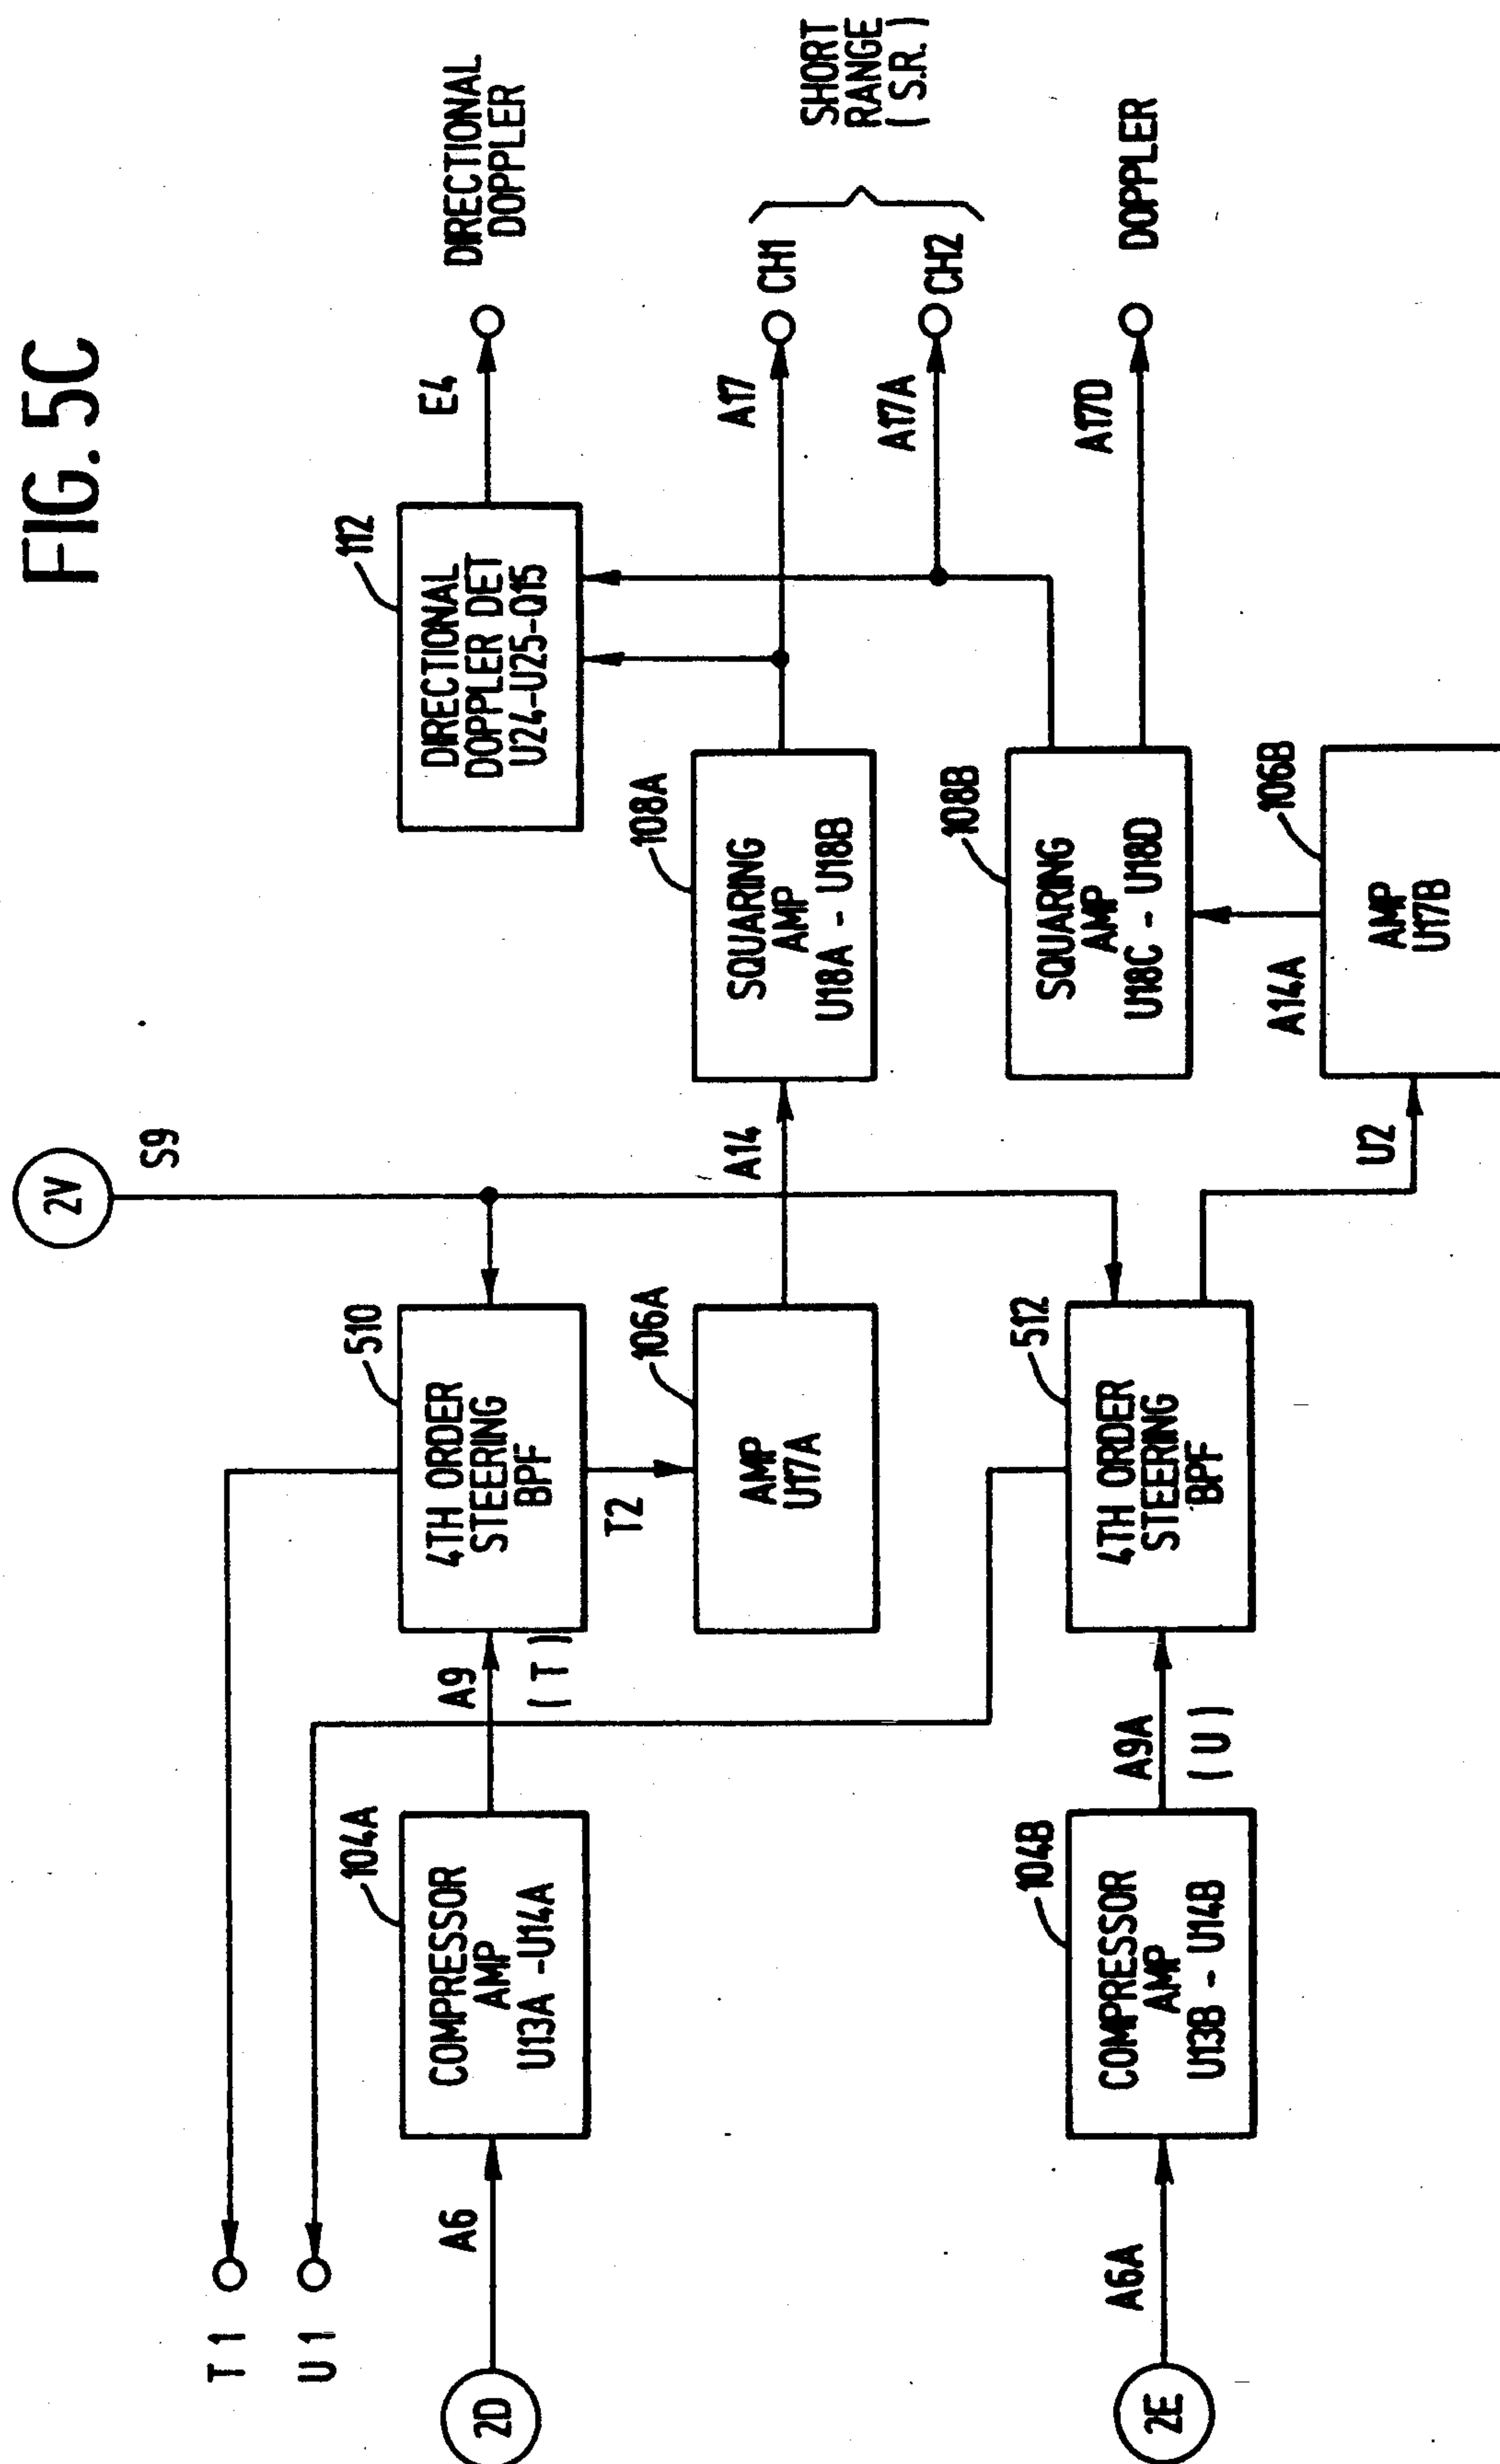 FIG. 5C
2V
S9
T 1
U 1
2D
A6
104A
COMPRESSOR
AMP
U13A -U14A
A9
( T )
510
4TH ORDER
STEERING
BPF
T2
106A
AMP
U17A
A14
108A
SQUARING
AMP
U18A - U18B
112
DIRECTIONAL
DOPPLER DET
U24-U25-Q15
E4
DIRECTIONAL
DOPPLER
A17
CH1
A17A
CH2
SHORT
RANGE
( S.R. )
2E
A6A
104B
COMPRESSOR
AMP
U13B - U14B
A9A
( U )
512
4TH ORDER
STEERING
BPF
U2
106B
AMP
U17B
A14A
108B
SQUARING
AMP
U18C - U18D
A17D
DOPPLER